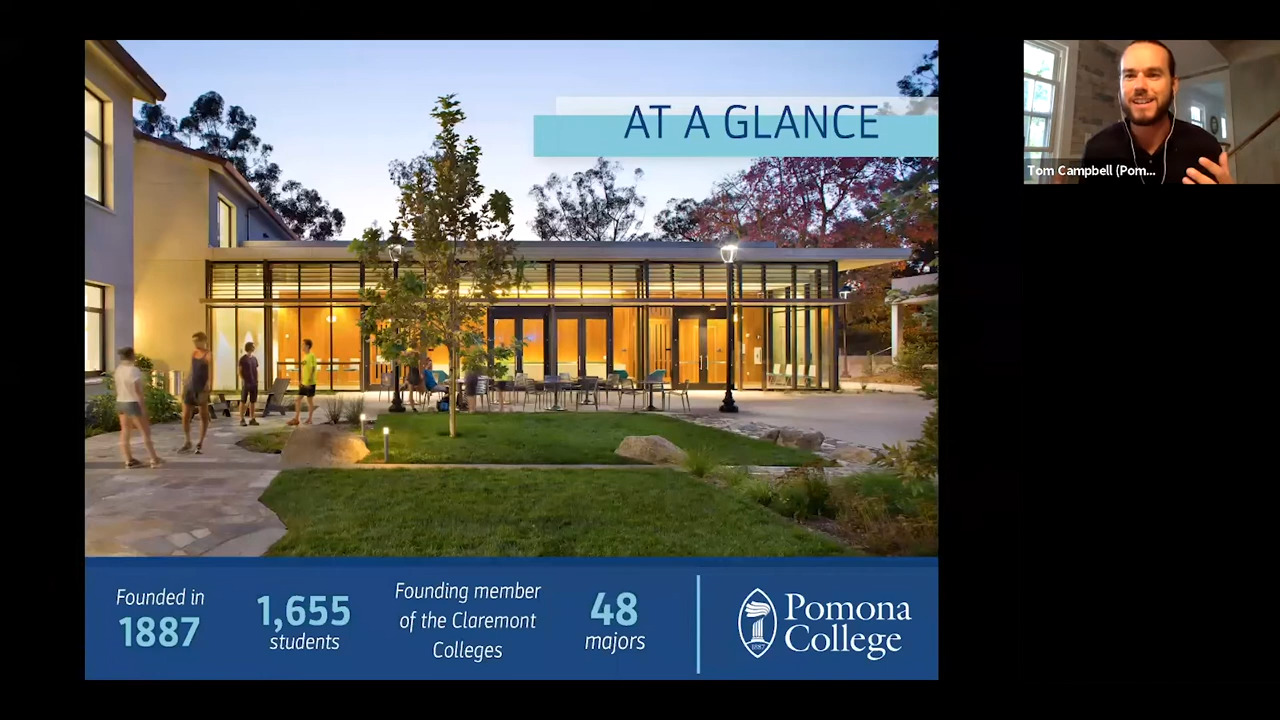 AT A GLANCE
Tom Campbell (Pom...
Founded in
1887
1,655
students
Founding member
of the Claremont
Colleges
48
majors
1887
Pomona
College